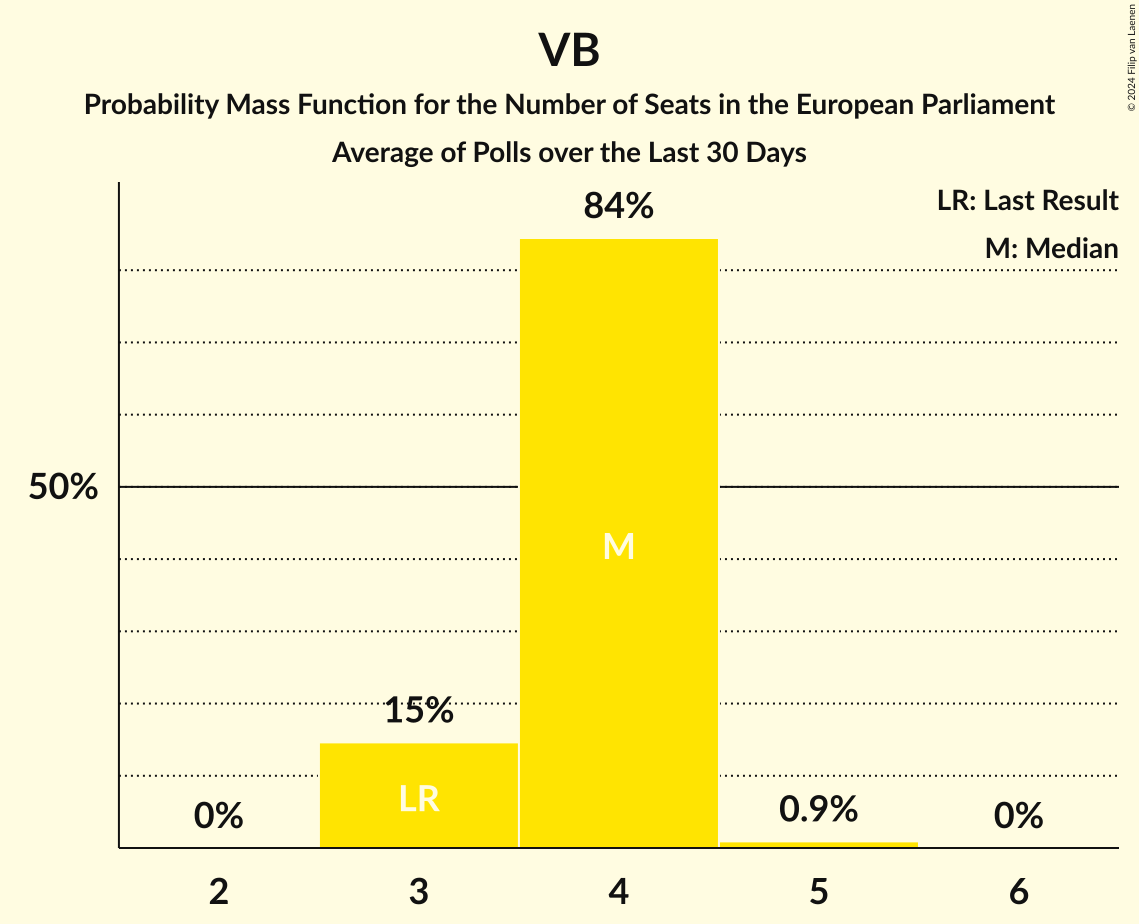 VB
Probability Mass Function for the Number of Seats in the European Parliament
Average of Polls over the Last 30 Days
© 2024 Filip van Laenen
LR: Last Result
M: Median
84%
50%
M
15%
LR
0%
0.9%
0%
2 3 4 5 6